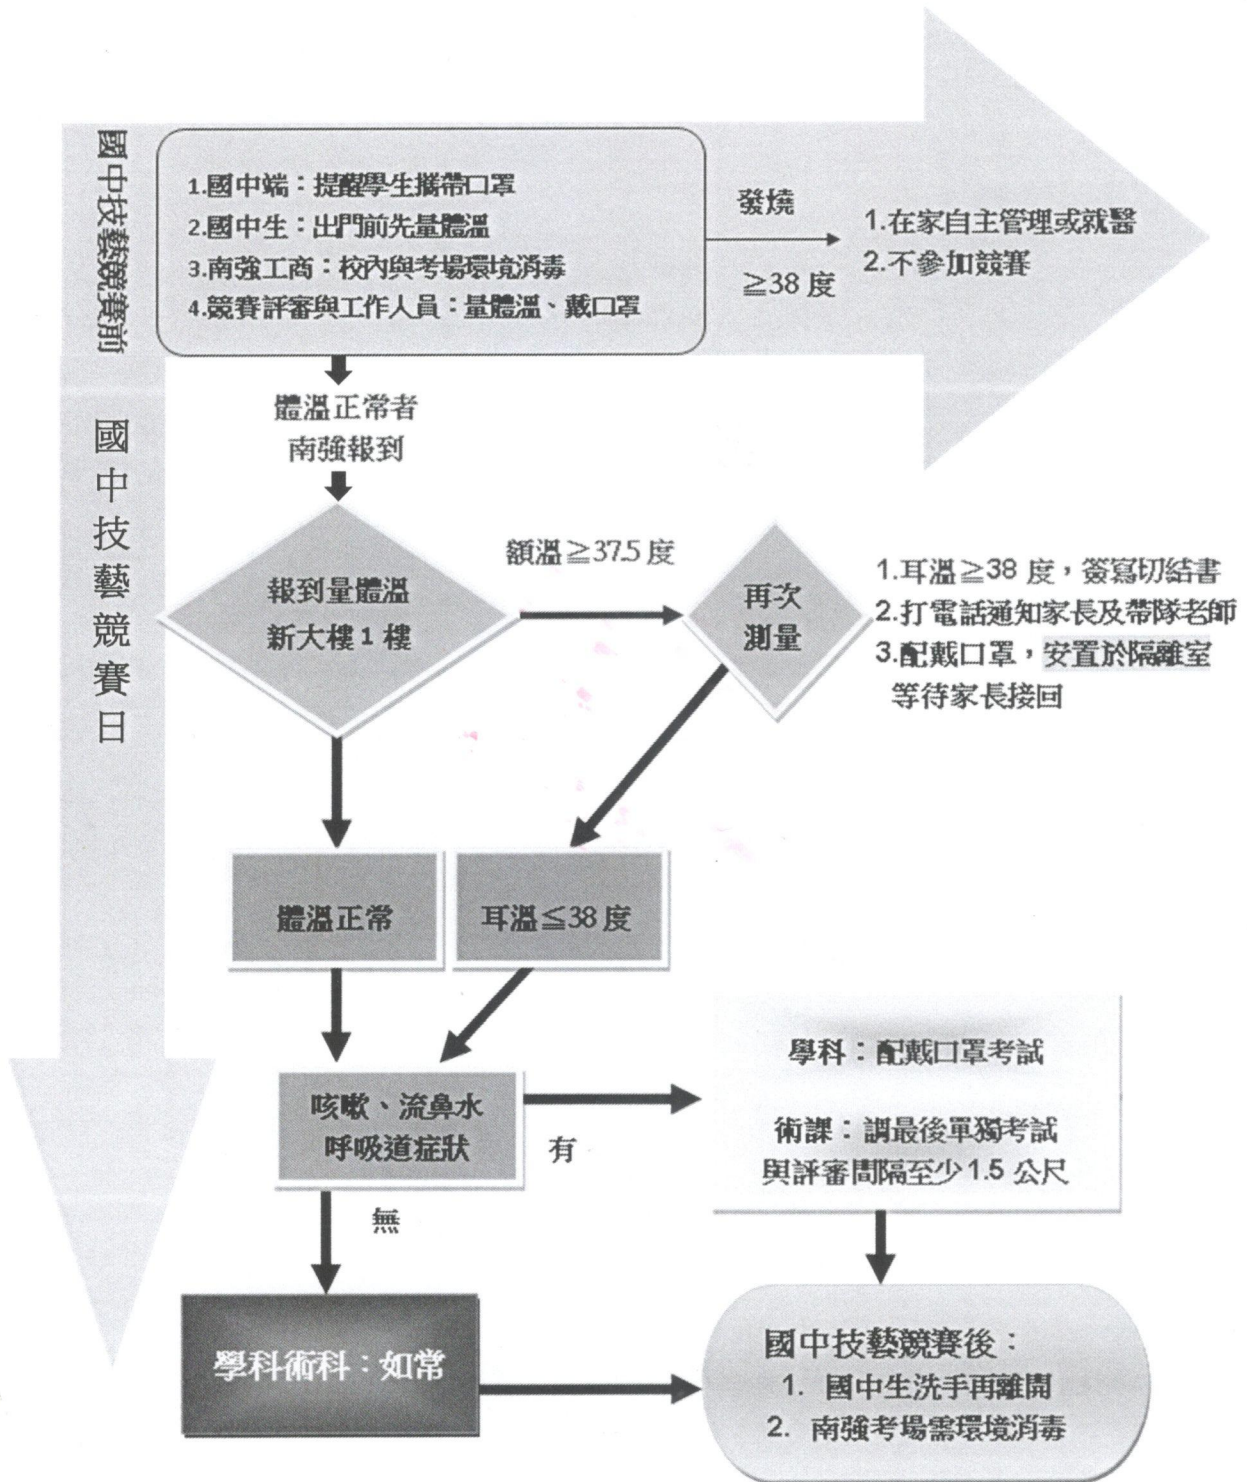 國中技藝競賽前
1.國中端：提醒學生攜帶口罩
2.國中生：出門前先量體溫
3.南強工商：校內與考場環境消毒
4.競賽評審與工作人員：量體溫、戴口罩
發燒
≧38 度
1.在家自主管理或就醫
2.不參加競賽
國中技藝競賽日
體溫正常者
南強報到
報到量體溫
新大樓 1 樓
額溫≧37.5 度
再次
測量
1.耳溫≧38 度，簽寫切結書
2.打電話通知家長及帶隊老師
3.配戴口罩，安置於隔離室
等待家長接回
體溫正常
耳溫≦38 度
咳嗽、流鼻水
呼吸道症狀
有
無
學科：配戴口罩考試
術課：調最後單獨考試
與評審間隔至少 1.5 公尺
學科術科：如常
國中技藝競賽後：
1. 國中生洗手再離開
2. 南強考場需環境消毒